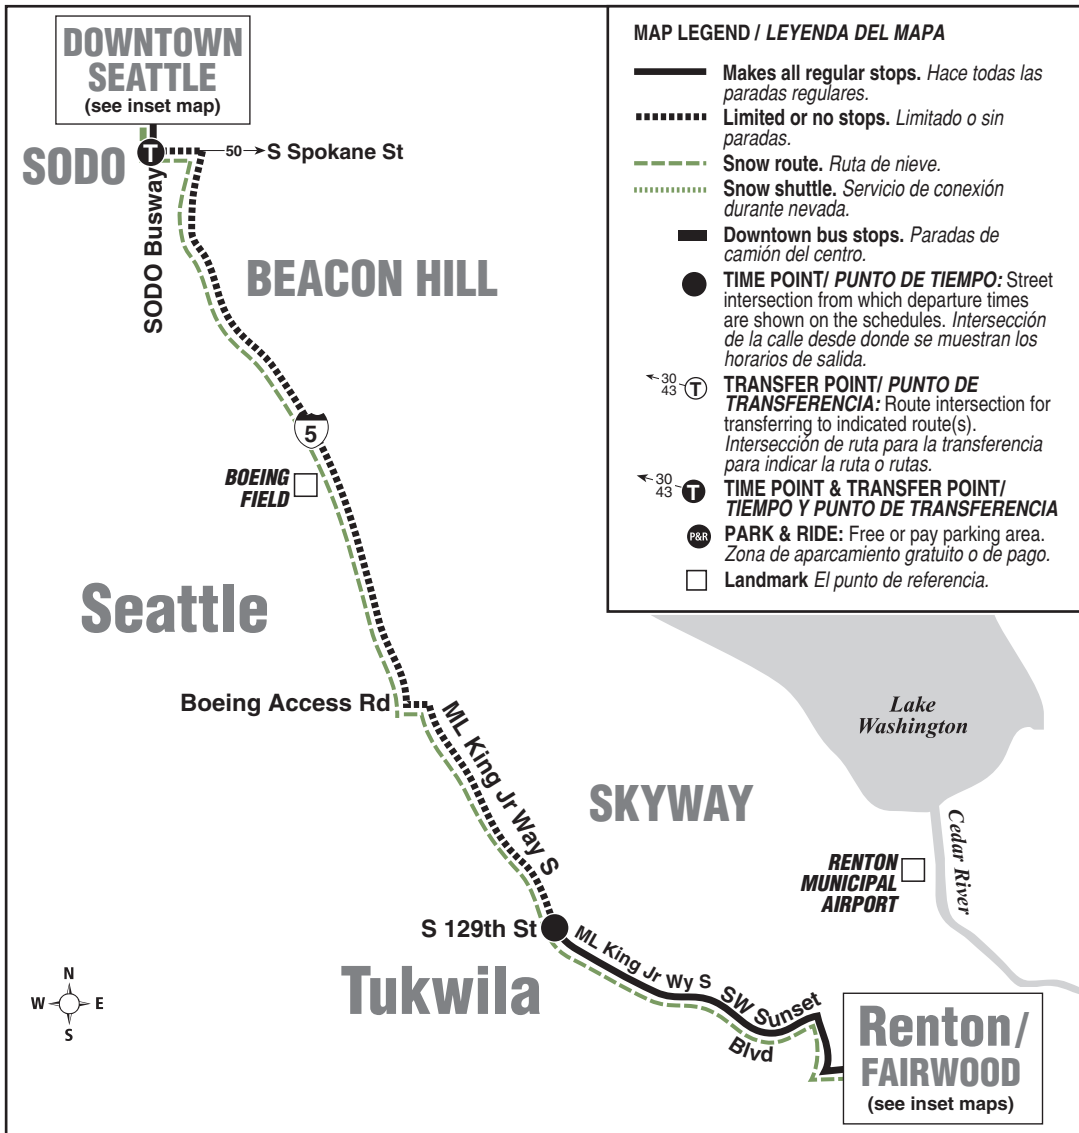 DOWNTOWN
SEATTLE
(see inset map)
SODO
T
50
S Spokane St
SODO Busway
BEACON HILL
5
BOEING
FIELD
Seattle
Boeing Access Rd
ML King Jr Way S
SKYWAY
S 129th St
ML King Jr Wy S
SW Sunset
Blvd
Tukwila
N
W E
S
Lake
Washington
Cedar River
RENTON
MUNICIPAL
AIRPORT
Renton/
FAIRWOOD
(see inset maps)
MAP LEGEND / LEYENDA DEL MAPA
Makes all regular stops. Hace todas las
paradas regulares.
Limited or no stops. Limitado o sin
paradas.
Snow route. Ruta de nieve.
Snow shuttle. Servicio de conexión
durante nevada.
Downtown bus stops. Paradas de
camión del centro.
TIME POINT/ PUNTO DE TIEMPO: Street
intersection from which departure times
are shown on the schedules. Intersección
de la calle desde donde se muestran los
horarios de salida.
30
43 T
TRANSFER POINT/ PUNTO DE
TRANSFERENCIA: Route intersection for
transferring to indicated route(s).
Intersección de ruta para la transferencia
para indicar la ruta o rutas.
30
43 T
TIME POINT & TRANSFER POINT/
TIEMPO Y PUNTO DE TRANSFERENCIA
P&R PARK & RIDE: Free or pay parking area.
Zona de aparcamiento gratuito o de pago.
Landmark El punto de referencia.